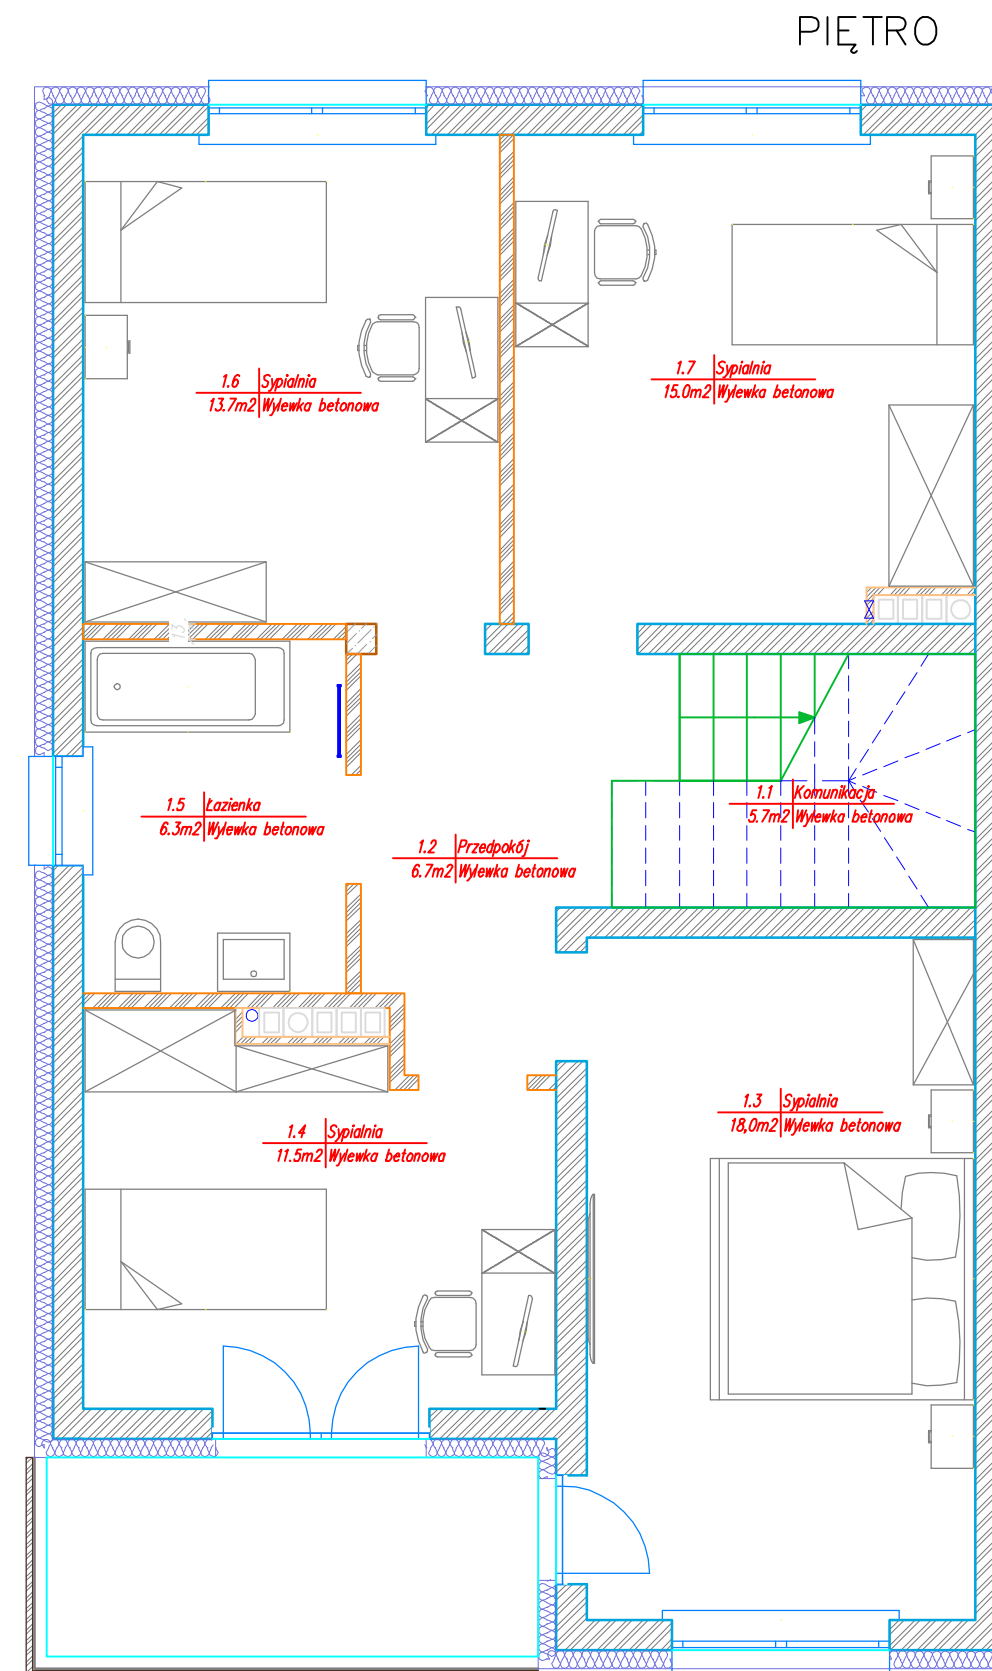 PIĘTRO
1.7 Sypialnia
15.0m2 Wylewka betonowa
1.6 Sypialnia
13.7m2 Wylewka betonowa
13.
1.1 Komunikacja
5.7m2 Wylewka betonowa
1.5 Łazienka
6.3m2 Wylewka betonowa
1.2 Przedpokój
6.7m2 Wylewka betonowa
1.3 Sypialnia
18,0m2 Wylewka betonowa
1.4 Sypialnia
11.5m2 Wylewka betonowa